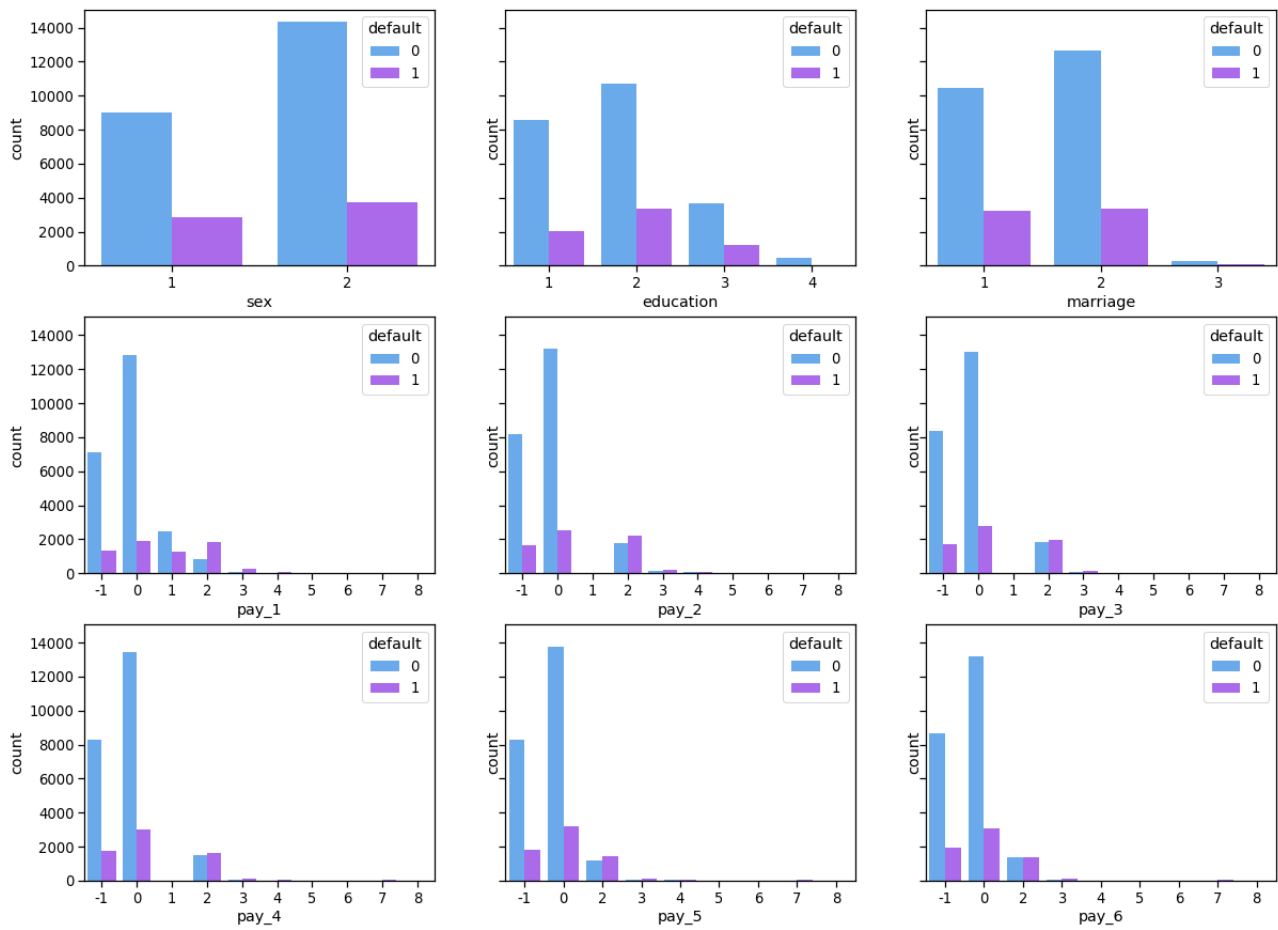 14000
12000
10000
8000
6000
4000
2000
0
count
default
0
1
1 2
sex
count
default
0
1
1 2 3 4
education
count
default
0
1
1 2 3
marriage
14000
12000
10000
8000
6000
4000
2000
0
count
default
0
1
-1 0 1 2 3 4 5 6 7 8
pay_1
count
default
0
1
-1 0 1 2 3 4 5 6 7 8
pay_2
count
default
0
1
-1 0 1 2 3 4 5 6 7 8
pay_3
14000
12000
10000
8000
6000
4000
2000
0
count
default
0
1
-1 0 1 2 3 4 5 6 7 8
pay_4
count
default
0
1
-1 0 2 3 4 5 6 7 8
pay_5
count
default
0
1
-1 0 2 3 4 5 6 7 8
pay_6